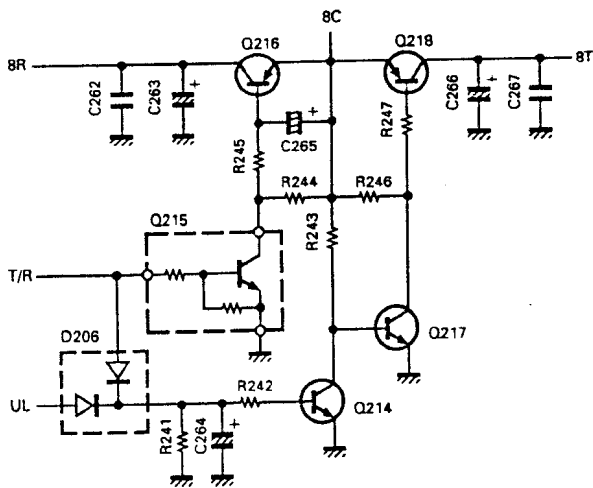 8C
Q216
Q218
8R
8T
C262
C263
+
C265
+
R245
R247
C266
+
C267
R244
R246
R243
Q215
T/R
Q217
D206
UL
R242
Q214
R241
C264
+